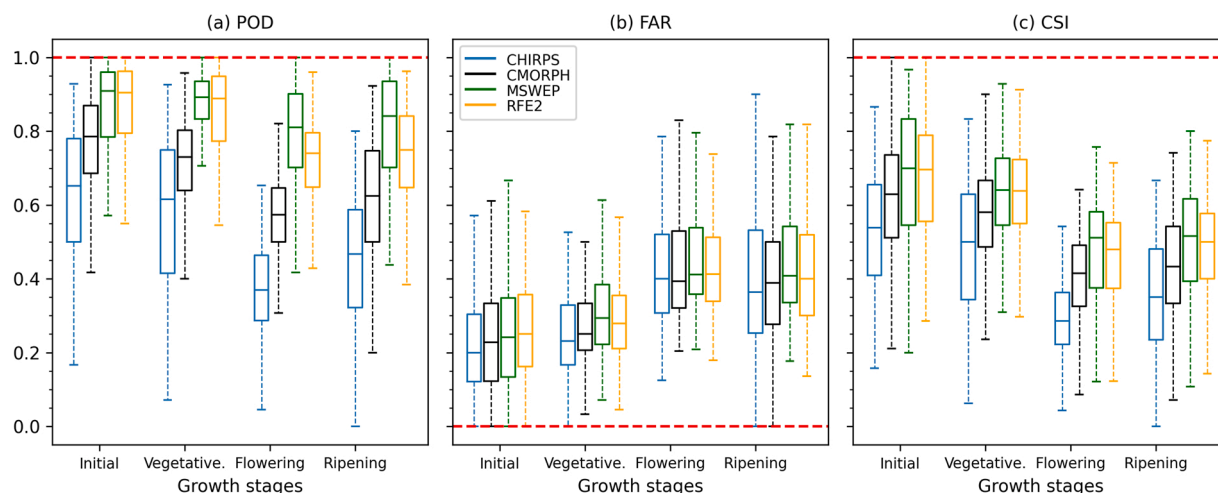 (a) POD
(b) FAR
(c) CSI
1.0
0.8
0.6
0.4
0.2
0.0
CHIRPS
CMORPH
MSWEP
RFE2
Initial Vegetative. Flowering Ripening
Growth stages
Initial Vegetative. Flowering Ripening
Growth stages
Initial Vegetative. Flowering Ripening
Growth stages